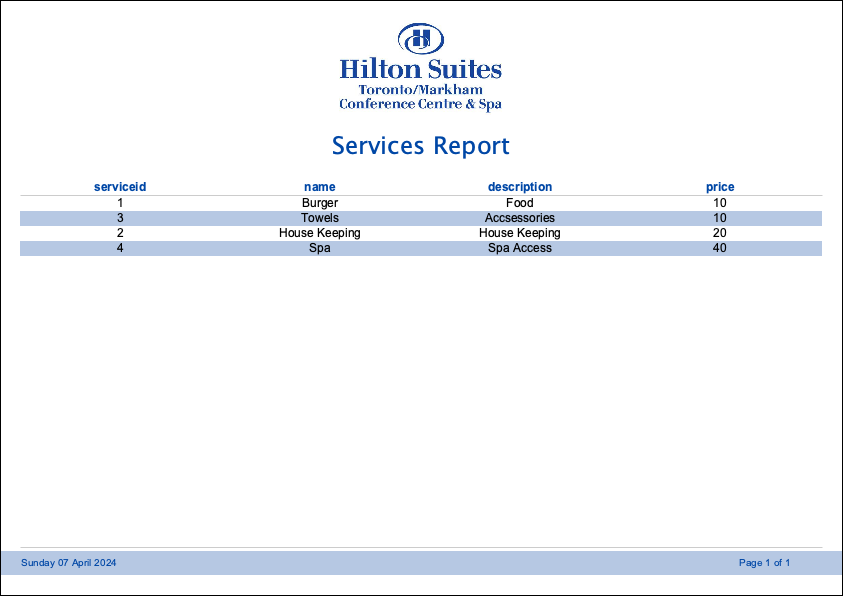 H
Hilton Suites
Toronto/Markham
Conference Centre & Spa
Services Report
serviceid name description price
1 Burger Food 10
3 Towels Accsessories 10
2 House Keeping House Keeping 20
4 Spa Spa Access 40
Sunday 07 April 2024 Page 1 of 1